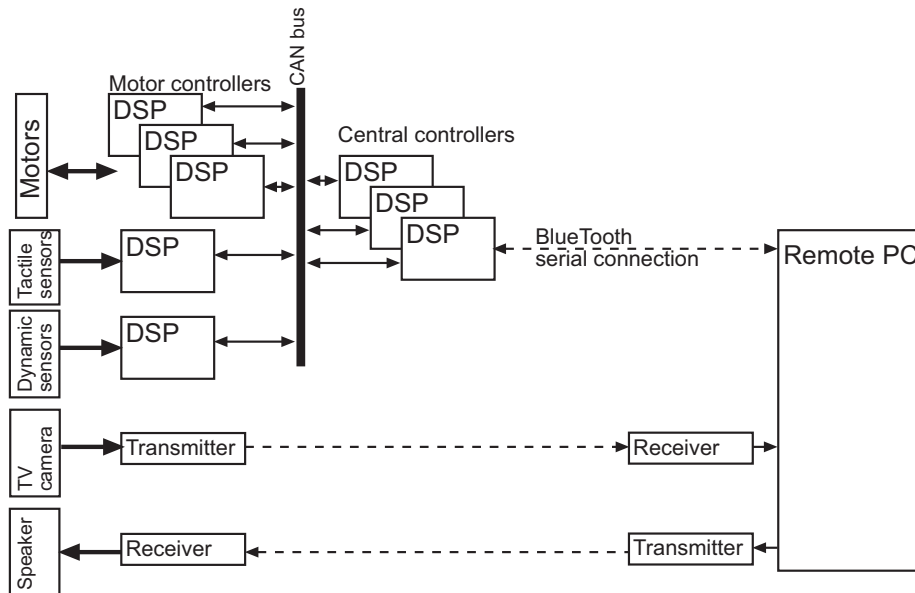 CAN bus
Motor controllers
DSP
DSP
DSP
Motors
Central controllers
DSP
DSP
DSP
BlueTooth
serial connection
Remote PC
Tactile
sensors
DSP
Dynamic
sensors
DSP
TV
camera
Transmitter
Receiver
Speaker
Receiver
Transmitter